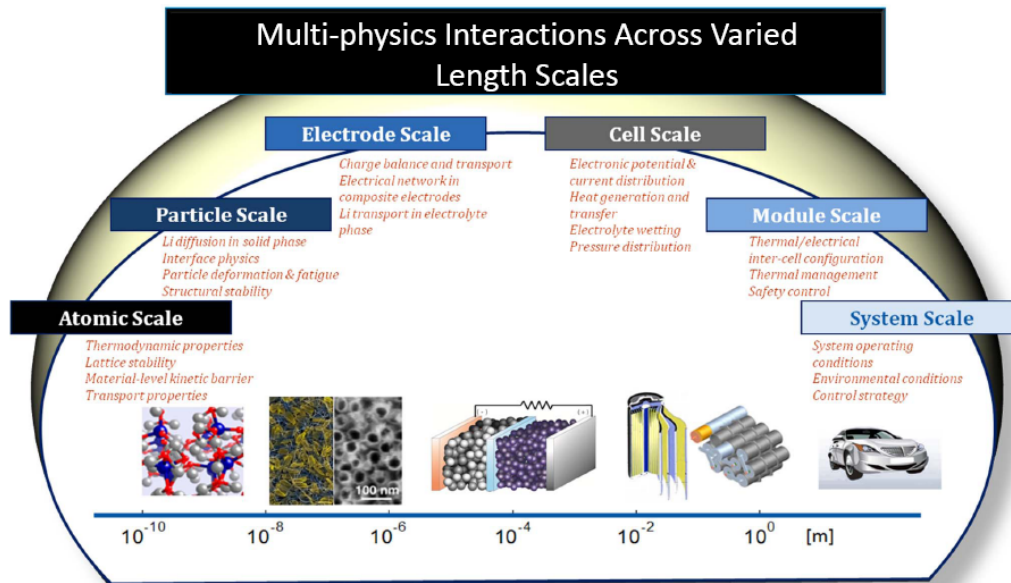 Multi-physics Interactions Across Varied
Length Scales
Electrode Scale
Charge balance and transport
Electrical network in
composite electrodes
Li transport in electrolyte
phase
Cell Scale
Electronic potential &
current distribution
Heat generation and
transfer
Electrolyte wetting
Pressure distribution
Particle Scale
Li diffusion in solid phase
Interface physics
Particle deformation & fatigue
Structural stability
Module Scale
Thermal/electrical
inter-cell configuration
Thermal management
Safety control
Atomic Scale
Thermodynamic properties
Lattice stability
Material-level kinetic barrier
Transport properties
System Scale
System operating
conditions
Environmental conditions
Control strategy
100 nm
(-) (+)
10⁻¹⁰ 10⁻⁸ 10⁻⁶ 10⁻⁴ 10⁻² 10⁰ [m]